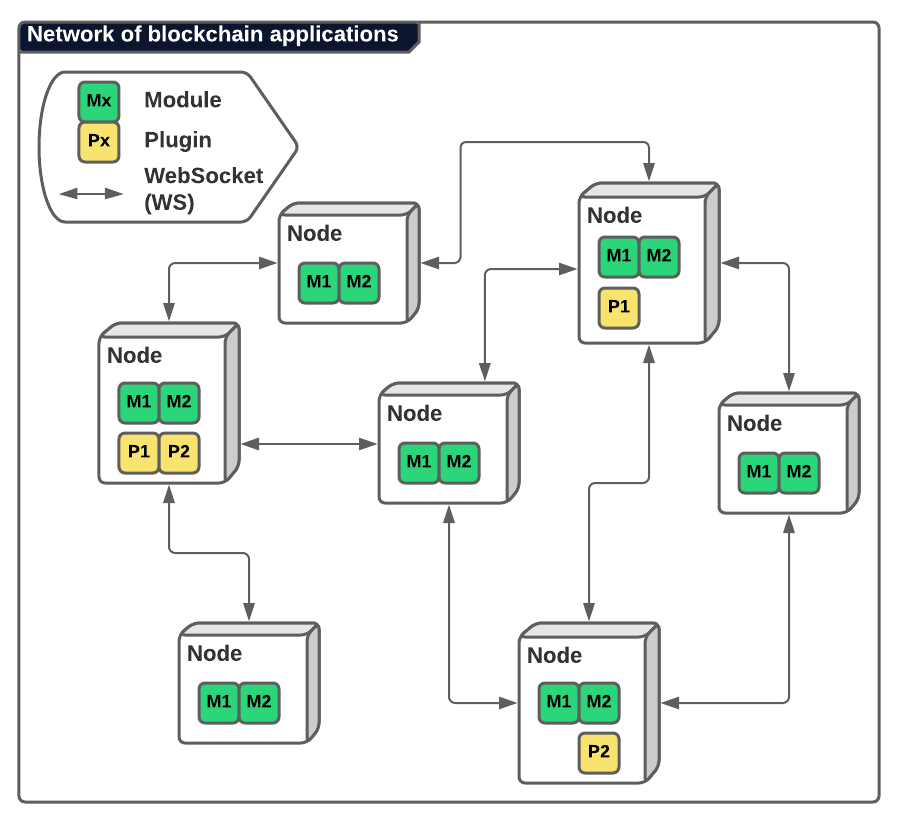 Network of blockchain applications
Mx Module
Px Plugin
WebSocket
(WS)
Node
M1 M2
Node
M1 M2
P1
Node
M1 M2
P1 P2
Node
M1 M2
Node
M1 M2
Node
M1 M2
Node
M1 M2
P2